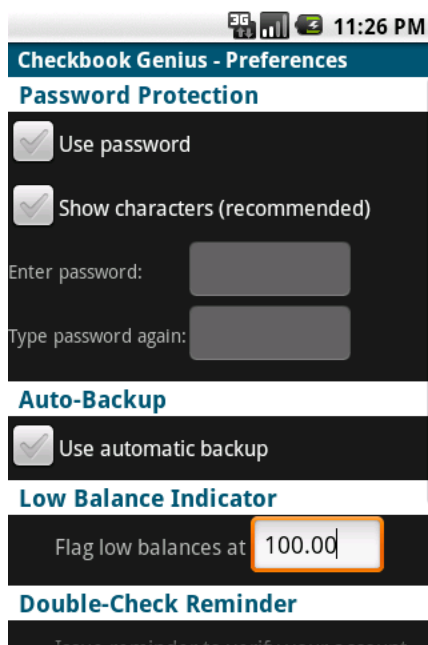 3G 11:26 PM
Checkbook Genius - Preferences
Password Protection
Use password
Show characters (recommended)
Enter password:
Type password again:
Auto-Backup
Use automatic backup
Low Balance Indicator
Flag low balances at 100.00
Double-Check Reminder